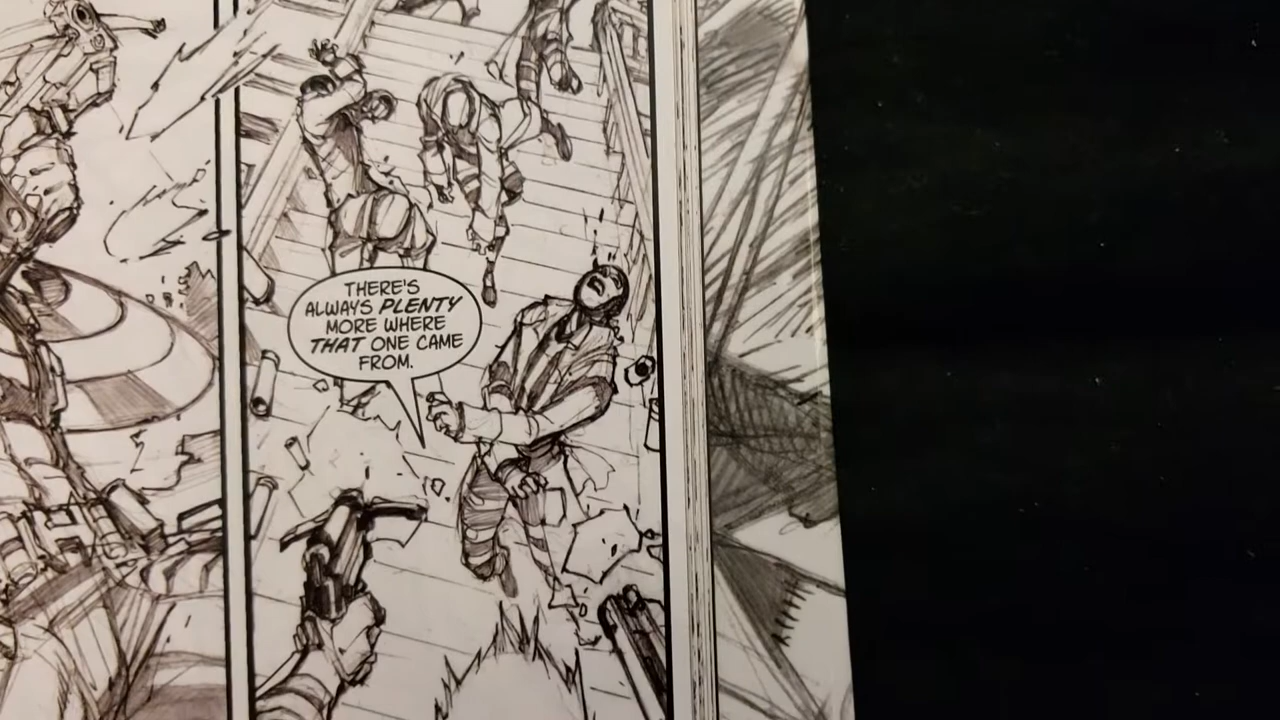 THERE'S
ALWAYS PLENTY
MORE WHERE
THAT ONE CAME
FROM.